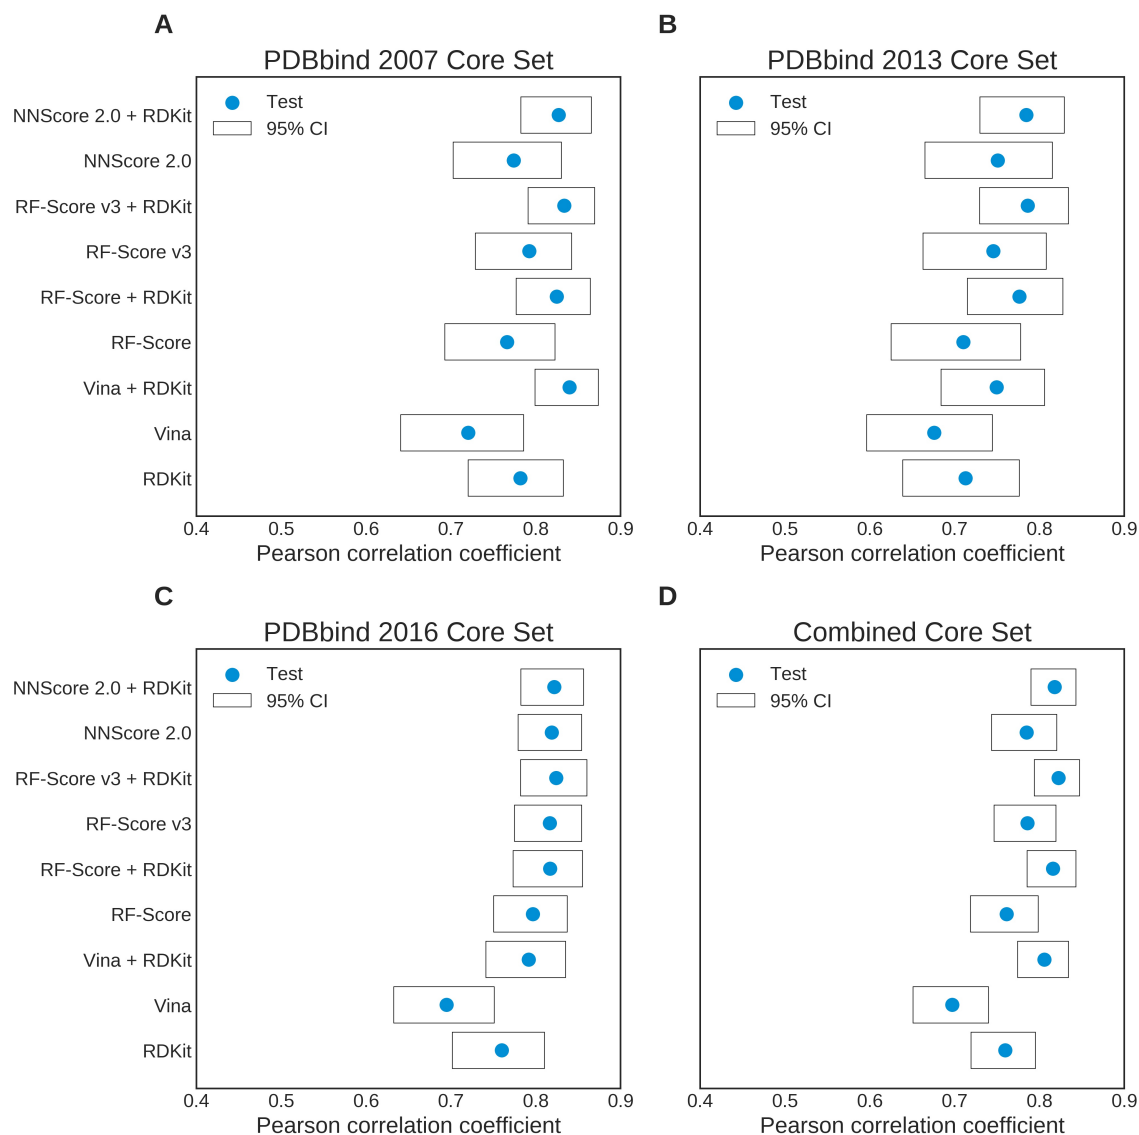 A
PDBbind 2007 Core Set
Test
95% CI
NNScore 2.0 + RDKit
NNScore 2.0
RF-Score v3 + RDKit
RF-Score v3
RF-Score + RDKit
RF-Score
Vina + RDKit
Vina
RDKit
0.4 0.5 0.6 0.7 0.8 0.9
Pearson correlation coefficient
B
PDBbind 2013 Core Set
Test
95% CI
0.4 0.5 0.6 0.7 0.8 0.9
Pearson correlation coefficient
C
PDBbind 2016 Core Set
Test
95% CI
NNScore 2.0 + RDKit
NNScore 2.0
RF-Score v3 + RDKit
RF-Score v3
RF-Score + RDKit
RF-Score
Vina + RDKit
Vina
RDKit
0.4 0.5 0.6 0.7 0.8 0.9
Pearson correlation coefficient
D
Combined Core Set
Test
95% CI
0.4 0.5 0.6 0.7 0.8 0.9
Pearson correlation coefficient